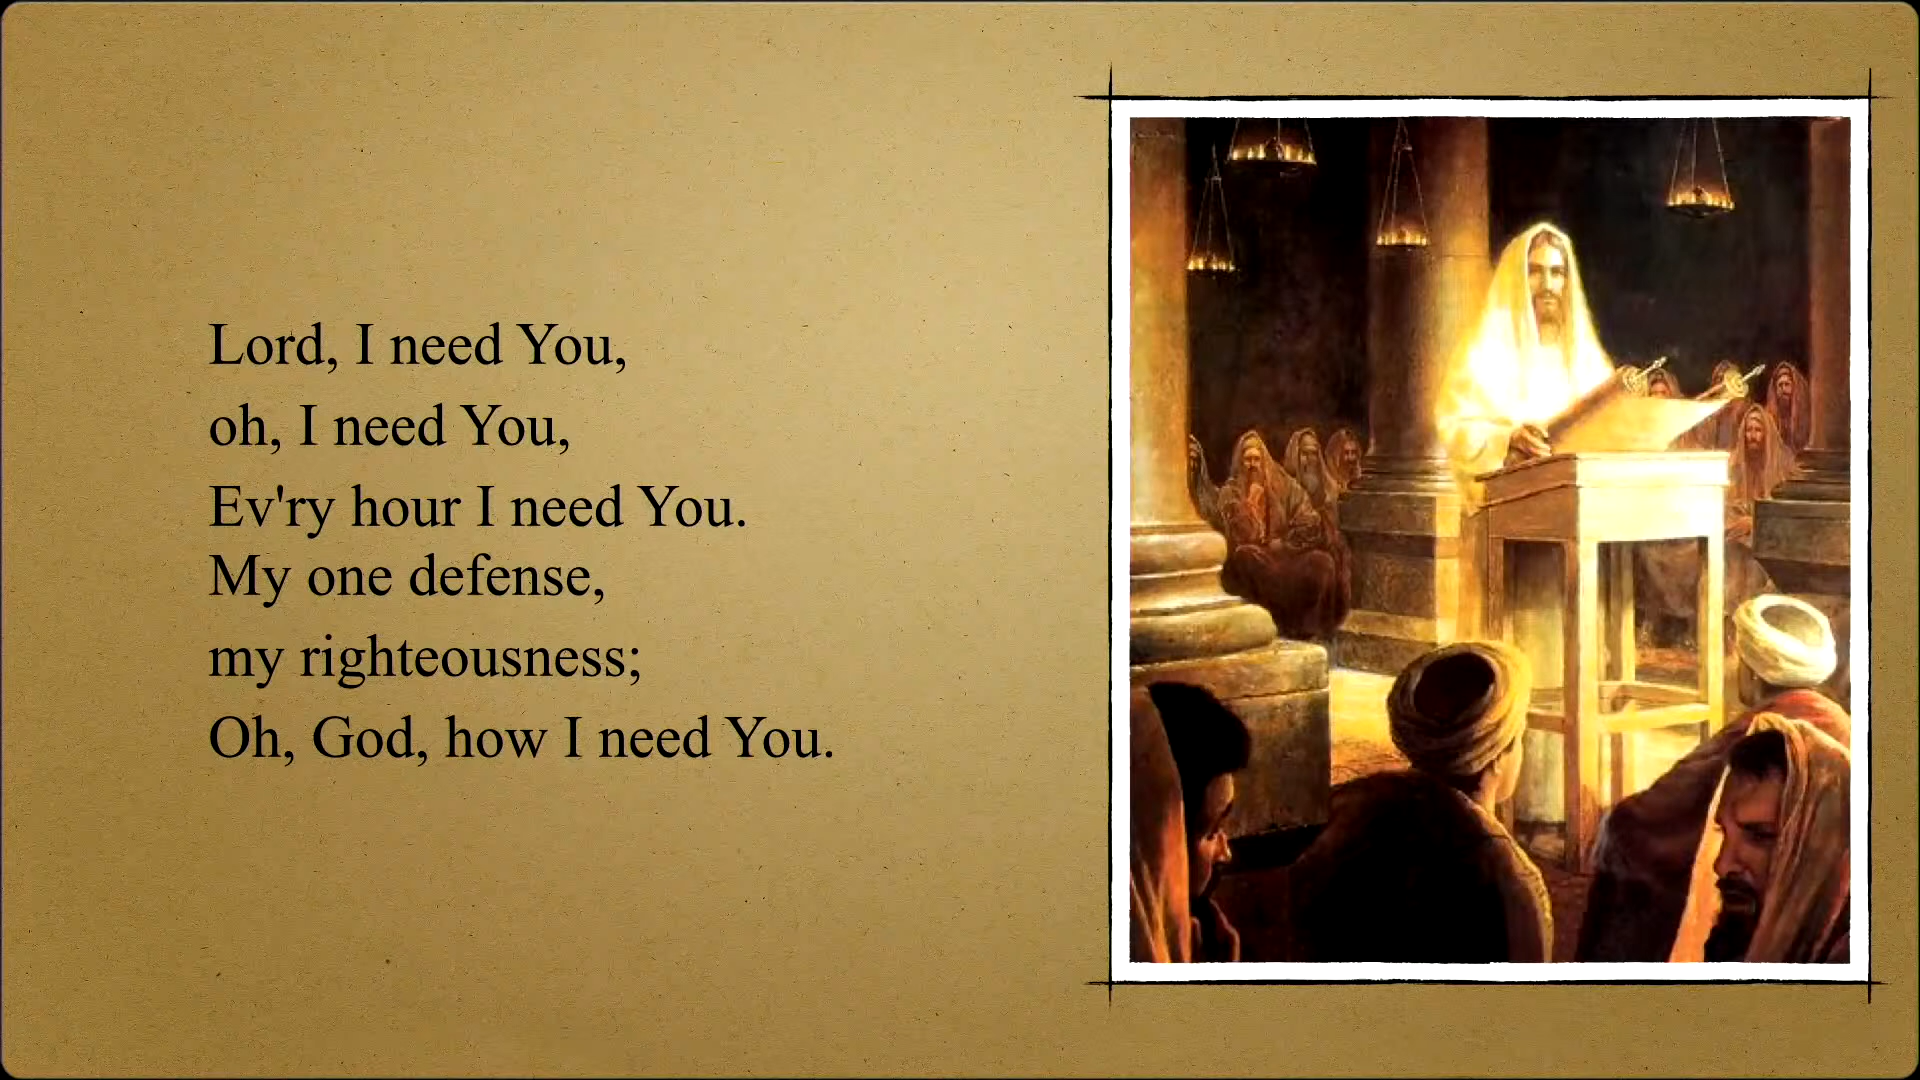 Lord, I need You,
oh, I need You,
Ev'ry hour I need You.
My one defense,
my righteousness;
Oh, God, how I need You.